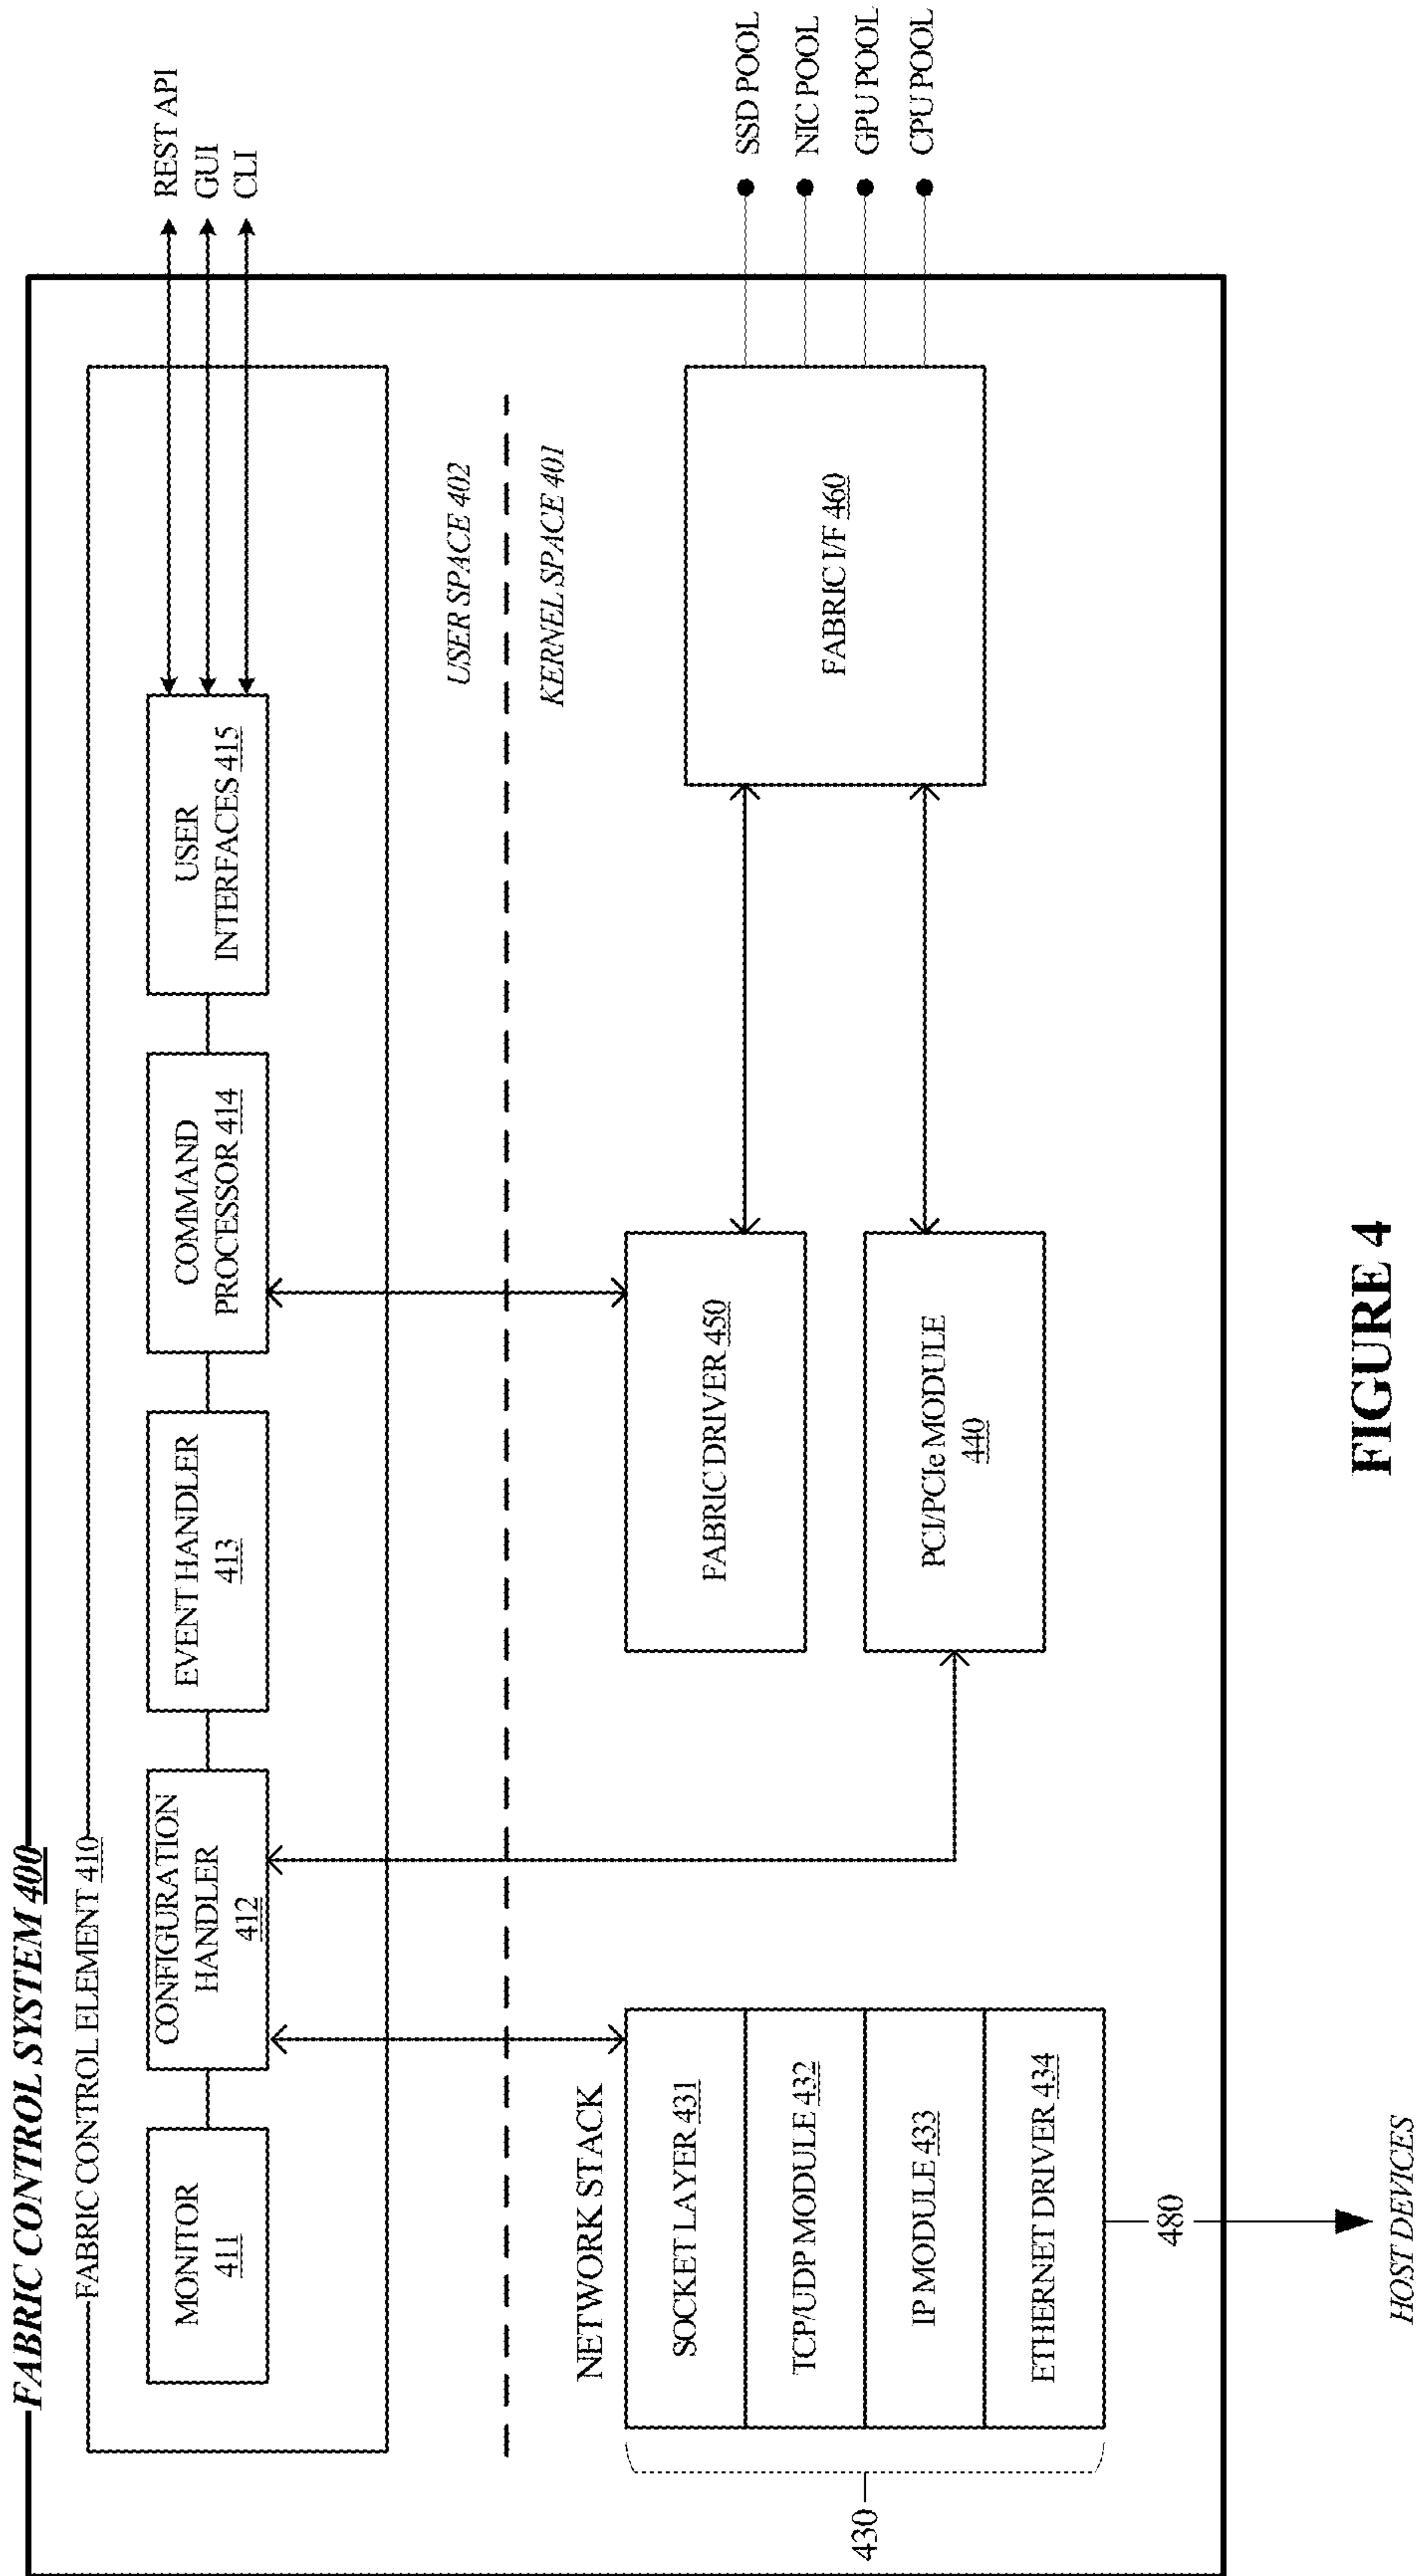 FABRIC CONTROL SYSTEM 400
FABRIC CONTROL ELEMENT 410
MONITOR
411
CONFIGURATION
HANDLER
412
EVENT HANDLER
413
COMMAND
PROCESSOR 414
USER
INTERFACES 415
REST API
GUI
CLI
USER SPACE 402
KERNEL SPACE 401
NETWORK STACK
SOCKET LAYER 431
TCP/UDP MODULE 432
IP MODULE 433
ETHERNET DRIVER 434
430
480
HOST DEVICES
FABRIC DRIVER 450
PCI/PCIe MODULE
440
FABRIC I/F 460
SSD POOL
NIC POOL
GPU POOL
CPU POOL
FIGURE 4